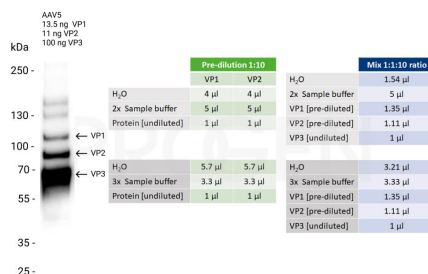 AAV5
13.5 ng VP1
11 ng VP2
100 ng VP3
kDa
250 -
130 -
100 -
70 -
55 -
35 -
25 -
← VP1
← VP2
← VP3
Pre-dilution 1:10
VP1 VP2
H₂O 4 µl 4 µl
2x Sample buffer 5 µl 5 µl
Protein [undiluted] 1 µl 1 µl
H₂O 5.7 µl 5.7 µl
3x Sample buffer 3.3 µl 3.3 µl
Protein [undiluted] 1 µl 1 µl
Mix 1:1:10 ratio
H₂O 1.54 µl
2x Sample buffer 5 µl
VP1 [pre-diluted] 1.35 µl
VP2 [pre-diluted] 1.11 µl
VP3 [undiluted] 1 µl
H₂O 3.21 µl
3x Sample buffer 3.33 µl
VP1 [pre-diluted] 1.35 µl
VP2 [pre-diluted] 1.11 µl
VP3 [undiluted] 1 µl